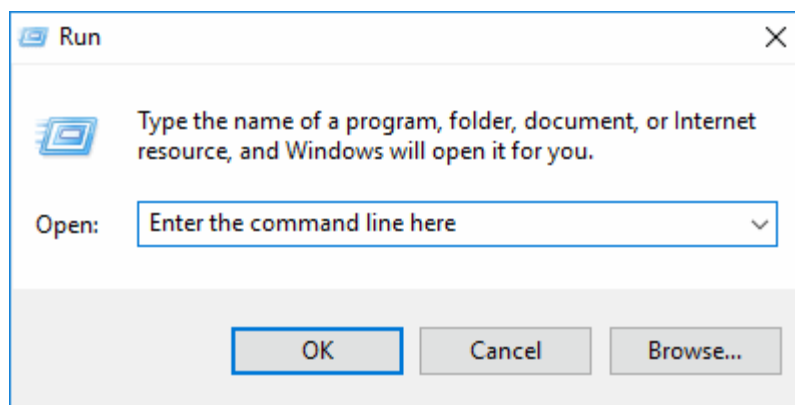 Run
Type the name of a program, folder, document, or Internet
resource, and Windows will open it for you.
Open: Enter the command line here
OK Cancel Browse...